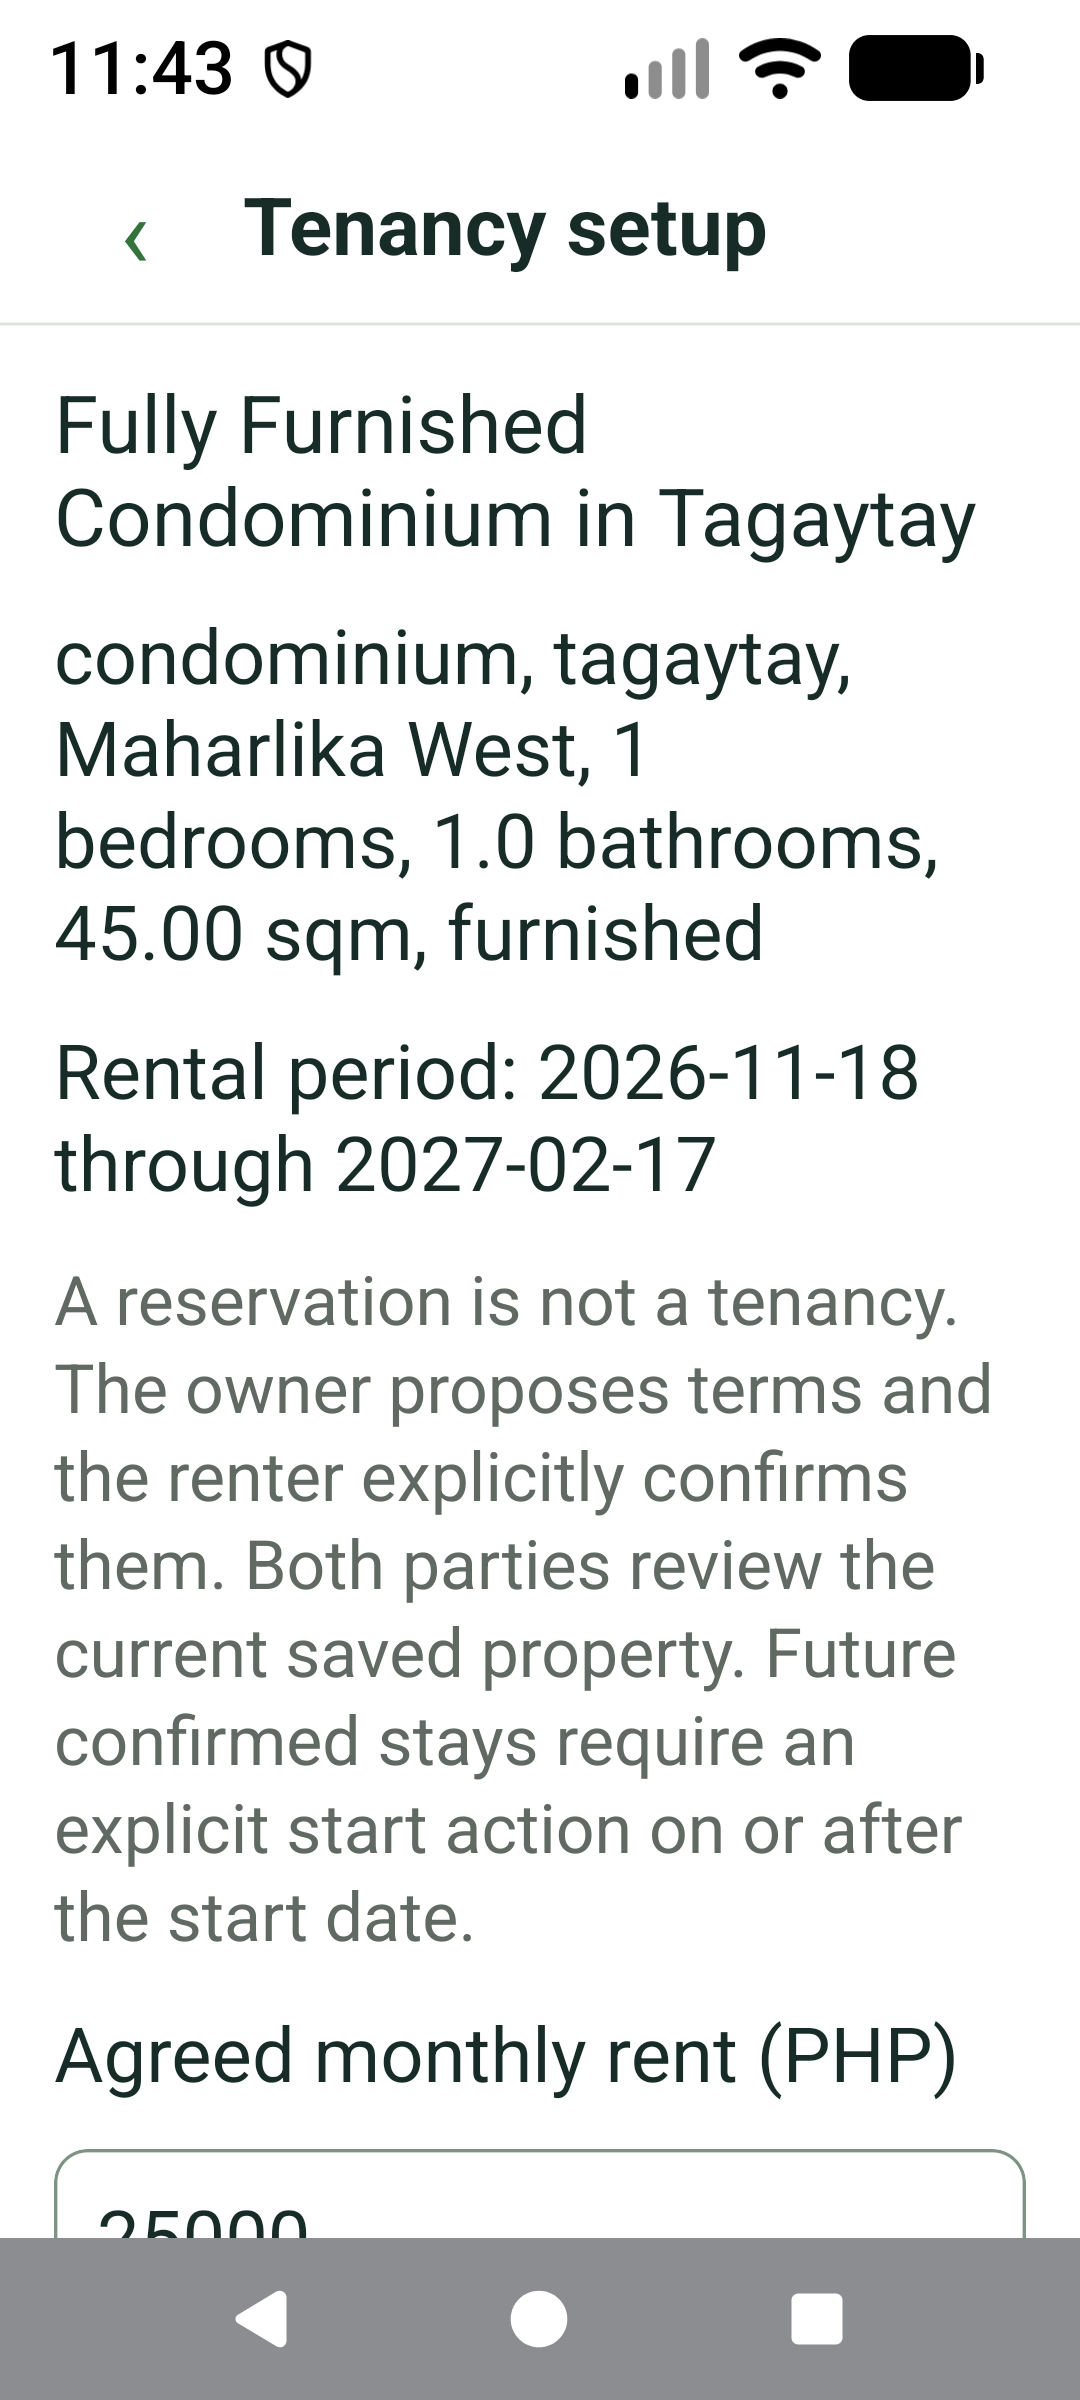 11:43
‹ Tenancy setup
Fully Furnished
Condominium in Tagaytay
condominium, tagaytay,
Maharlika West, 1
bedrooms, 1.0 bathrooms,
45.00 sqm, furnished
Rental period: 2026-11-18
through 2027-02-17
A reservation is not a tenancy.
The owner proposes terms and
the renter explicitly confirms
them. Both parties review the
current saved property. Future
confirmed stays require an
explicit start action on or after
the start date.
Agreed monthly rent (PHP)
25000